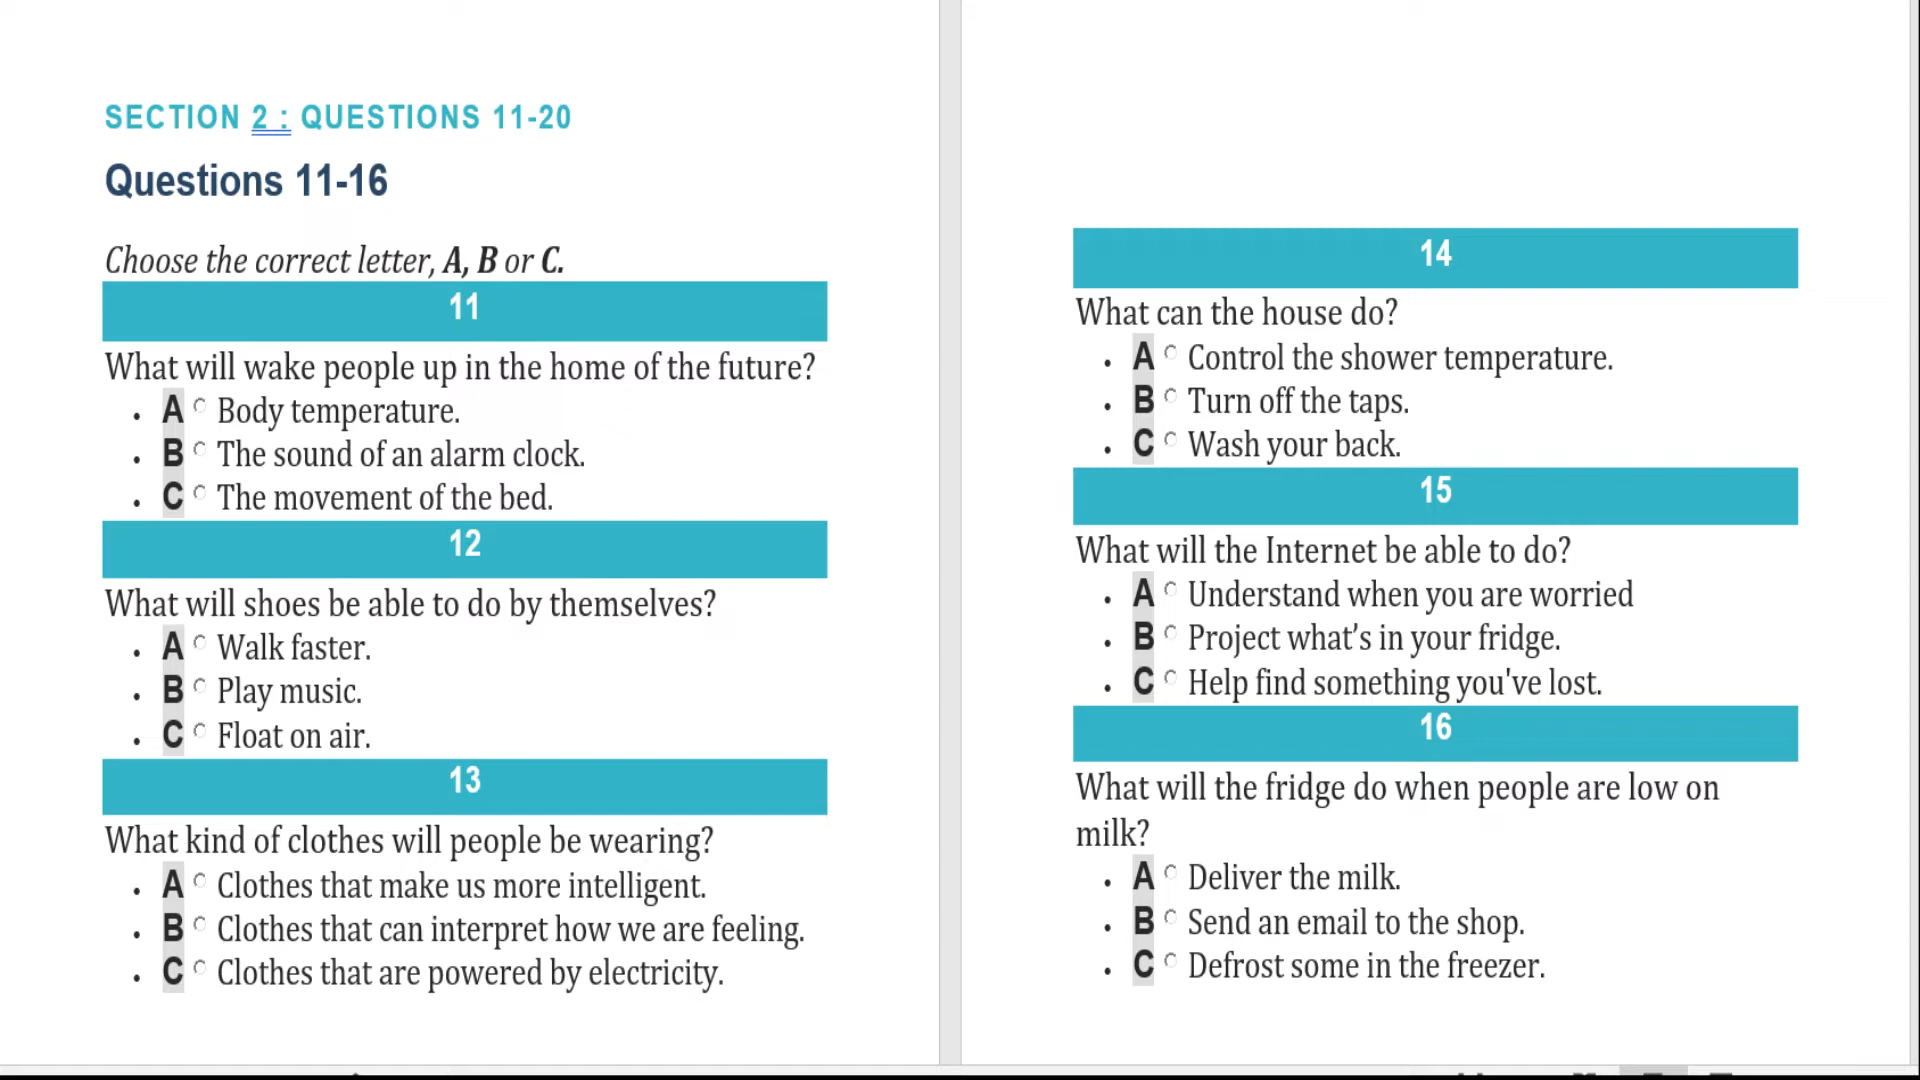 SECTION 2 : QUESTIONS 11-20
Questions 11-16
Choose the correct letter, A, B or C.
11
What will wake people up in the home of the future?
• A Body temperature.
• B The sound of an alarm clock.
• C The movement of the bed.
12
What will shoes be able to do by themselves?
• A Walk faster.
• B Play music.
• C Float on air.
13
What kind of clothes will people be wearing?
• A Clothes that make us more intelligent.
• B Clothes that can interpret how we are feeling.
• C Clothes that are powered by electricity.
14
What can the house do?
• A Control the shower temperature.
• B Turn off the taps.
• C Wash your back.
15
What will the Internet be able to do?
• A Understand when you are worried
• B Project what’s in your fridge.
• C Help find something you've lost.
16
What will the fridge do when people are low on
milk?
• A Deliver the milk.
• B Send an email to the shop.
• C Defrost some in the freezer.